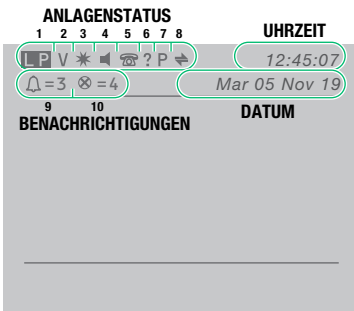 ANLAGENSTATUS
UHRZEIT
1 2 3 4 5 6 7 8
L P V ? P 12:45:07
=3 =4 Mar 05 Nov 19
9 10
BENACHRICHTIGUNGEN
DATUM